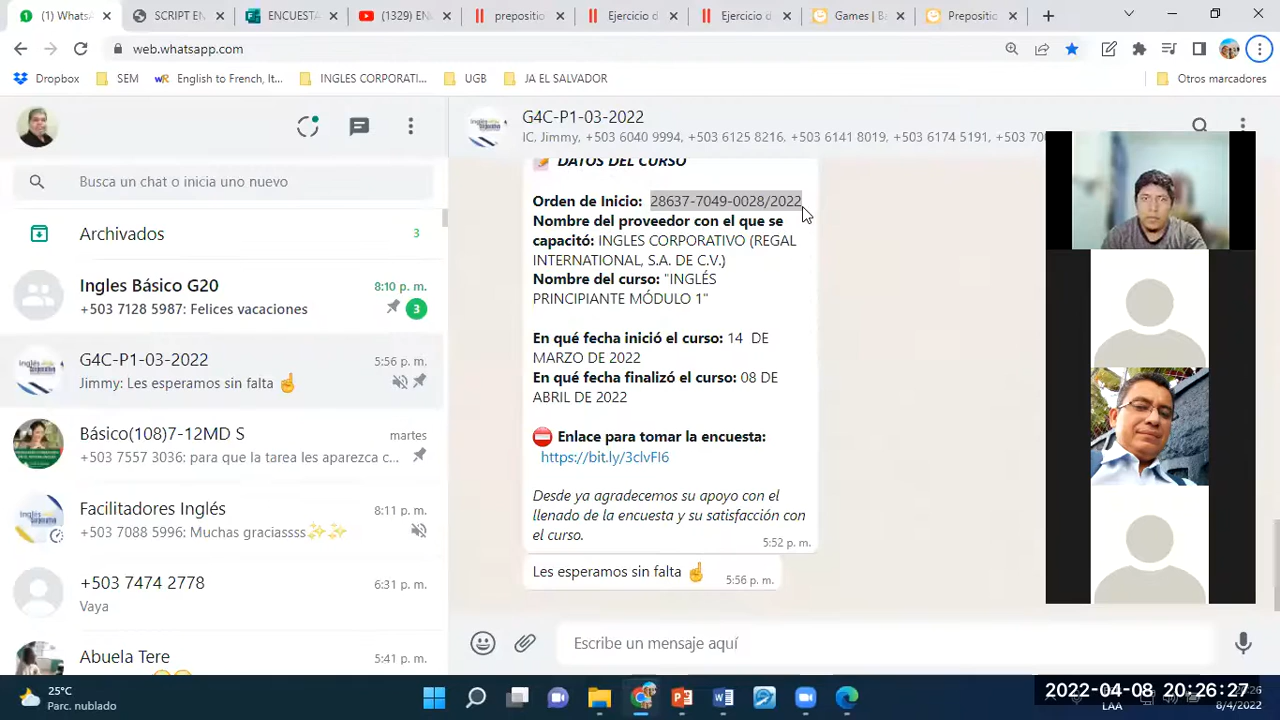 (1) WhatsA
SCRIPT EN
ENCUESTA
(1329) EN
preposition
Ejercicio d
Ejercicio d
Games | Ba
Prepositio
web.whatsapp.com
Dropbox
SEM
English to French, It...
INGLES CORPORATI...
UGB
JA EL SALVADOR
Otros marcadores
Busca un chat o inicia uno nuevo
Archivados
3
Ingles Básico G20
8:10 p. m.
+503 7128 5987: Felices vacaciones
3
G4C-P1-03-2022
5:56 p. m.
Jimmy: Les esperamos sin falta ☝
Básico(108)7-12MD S
martes
+503 7557 3036: para que la tarea les aparezca c...
Facilitadores Inglés
8:11 p. m.
+503 7088 5996: Muchas graciassss✨✨
+503 7474 2778
6:31 p. m.
Vaya
Abuela Tere
5:41 p. m.
G4C-P1-03-2022
IC, Jimmy, +503 6040 9994, +503 6125 8216, +503 6141 8019, +503 6174 5191, +503 70
📝 DATOS DEL CURSO
Orden de Inicio: 28637-7049-0028/2022
Nombre del proveedor con el que se
capacitó: INGLES CORPORATIVO (REGAL
INTERNATIONAL, S.A. DE C.V.)
Nombre del curso: "INGLÉS
PRINCIPIANTE MÓDULO 1"
En qué fecha inició el curso: 14 DE
MARZO DE 2022
En qué fecha finalizó el curso: 08 DE
ABRIL DE 2022
⛔ Enlace para tomar la encuesta:
https://bit.ly/3clvFI6
Desde ya agradecemos su apoyo con el
llenado de la encuesta y su satisfacción con
el curso.
5:52 p. m.
Les esperamos sin falta ☝
5:56 p. m.
Escribe un mensaje aquí
25°C
Parc. nublado
2022-04-08 20:26:27
LAA
8/4/2022